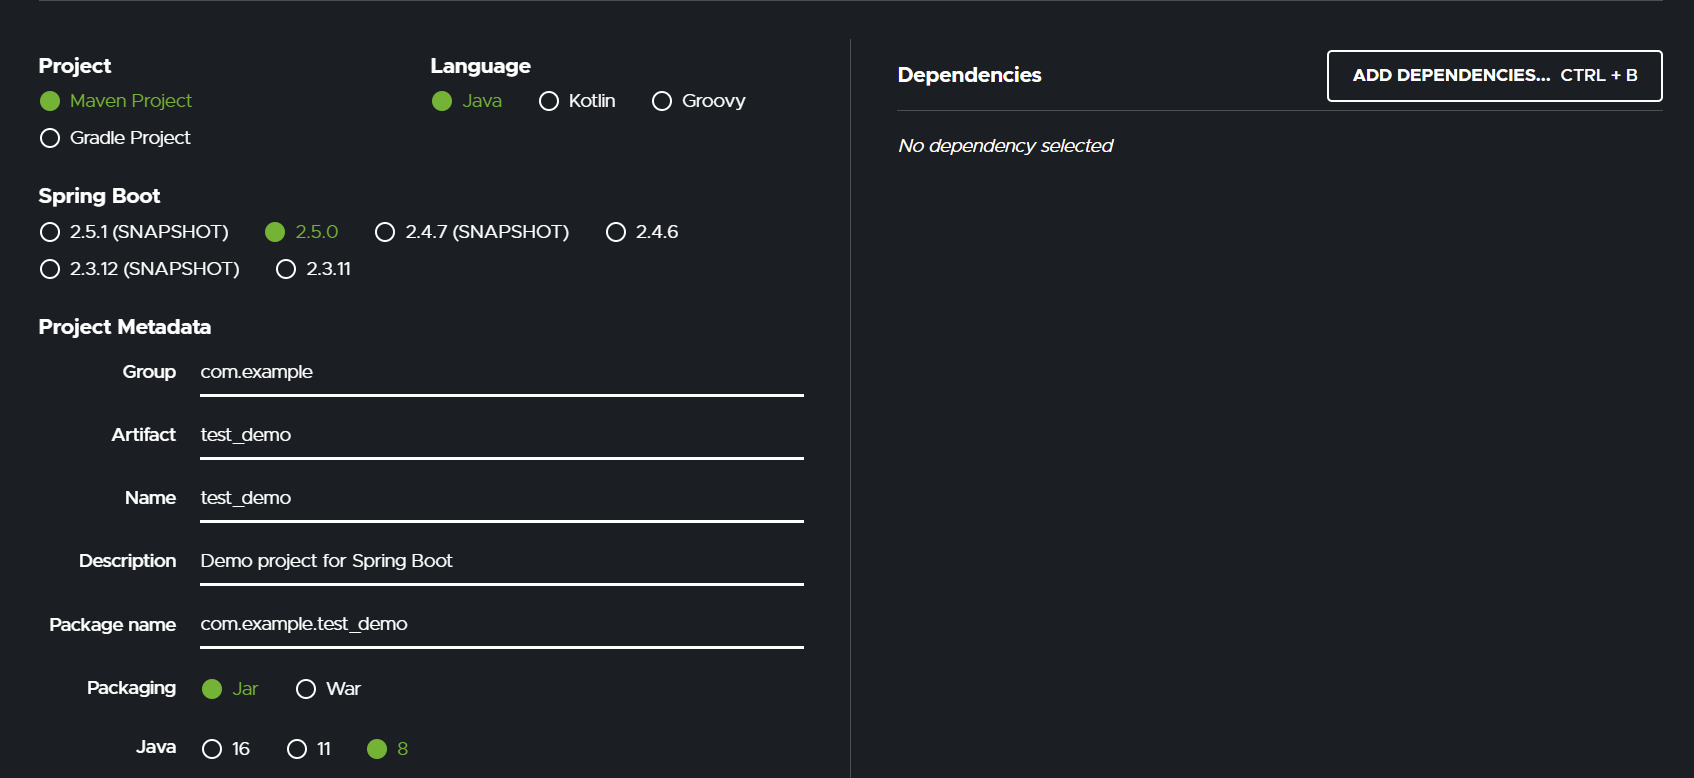 Project
Maven Project
Gradle Project
Language
Java Kotlin Groovy
Spring Boot
2.5.1 (SNAPSHOT) 2.5.0 2.4.7 (SNAPSHOT) 2.4.6
2.3.12 (SNAPSHOT) 2.3.11
Project Metadata
Group com.example
Artifact test_demo
Name test_demo
Description Demo project for Spring Boot
Package name com.example.test_demo
Packaging Jar War
Java 16 11 8
Dependencies
ADD DEPENDENCIES... CTRL + B
No dependency selected